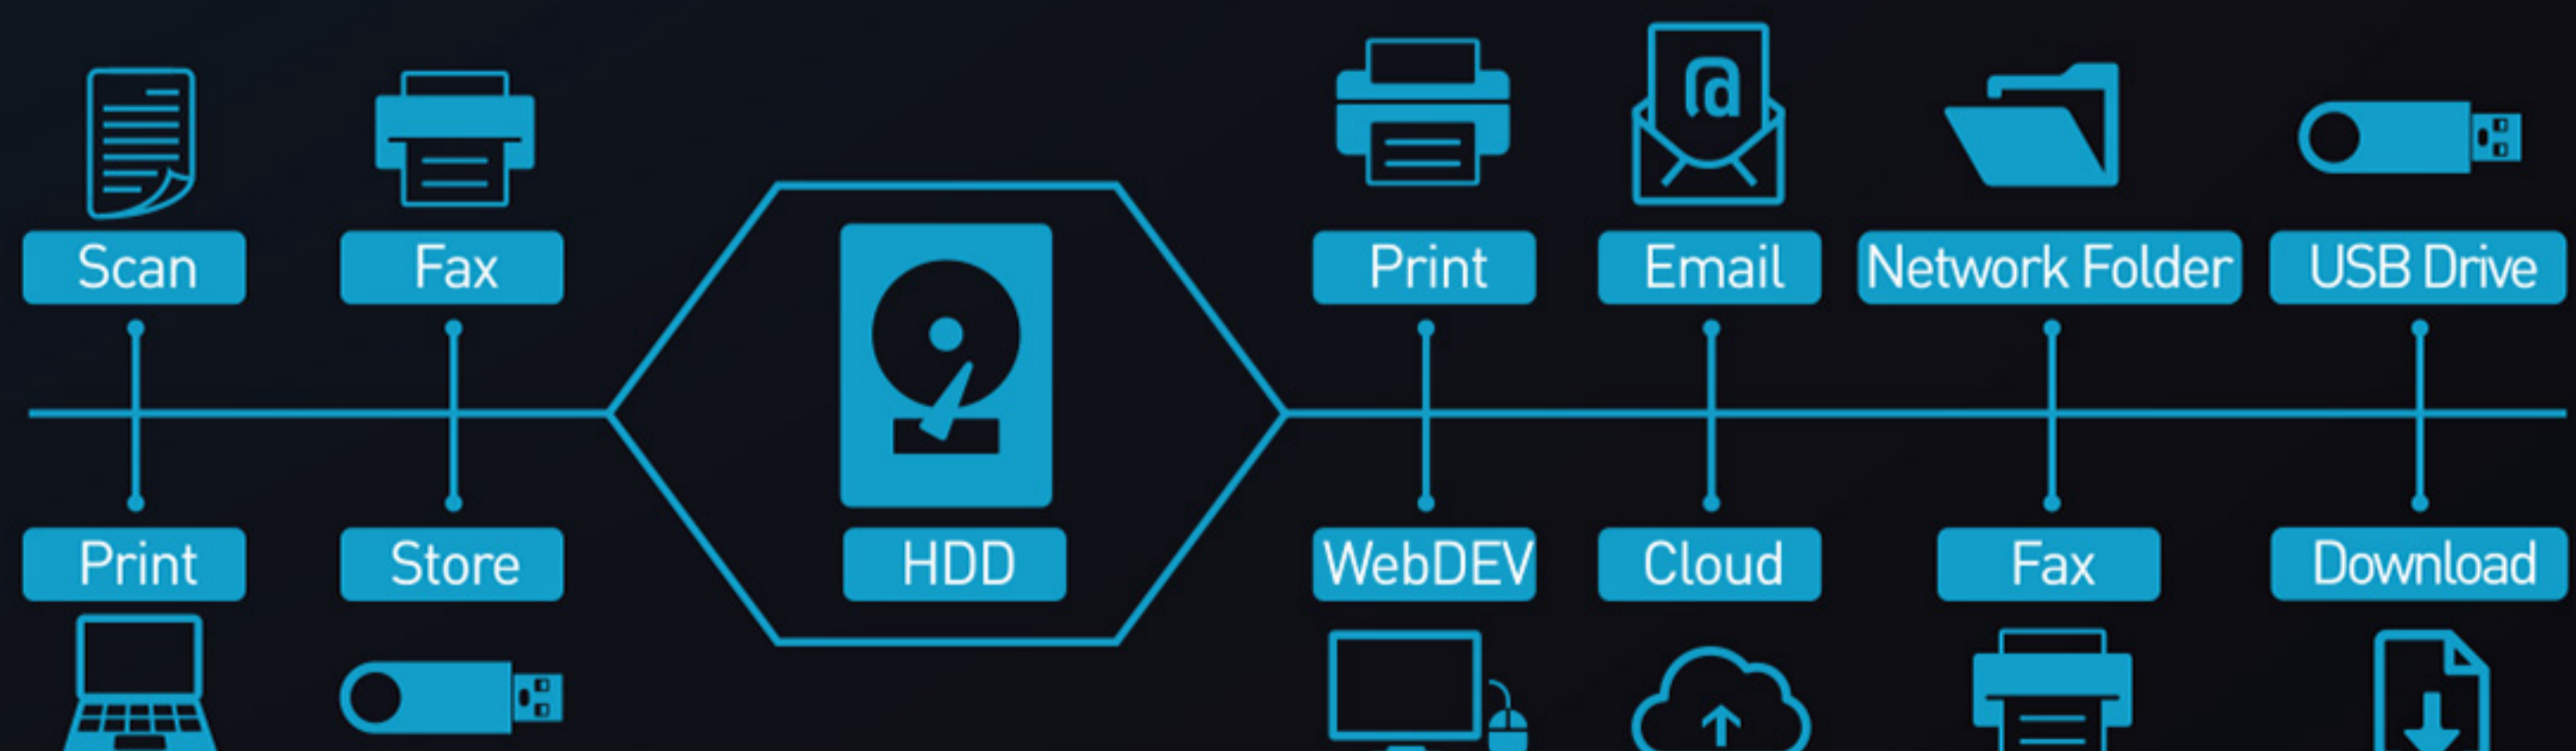 Scan
Fax
Print
Email
Network Folder
USB Drive
Print
Store
HDD
WebDEV
Cloud
Fax
Download